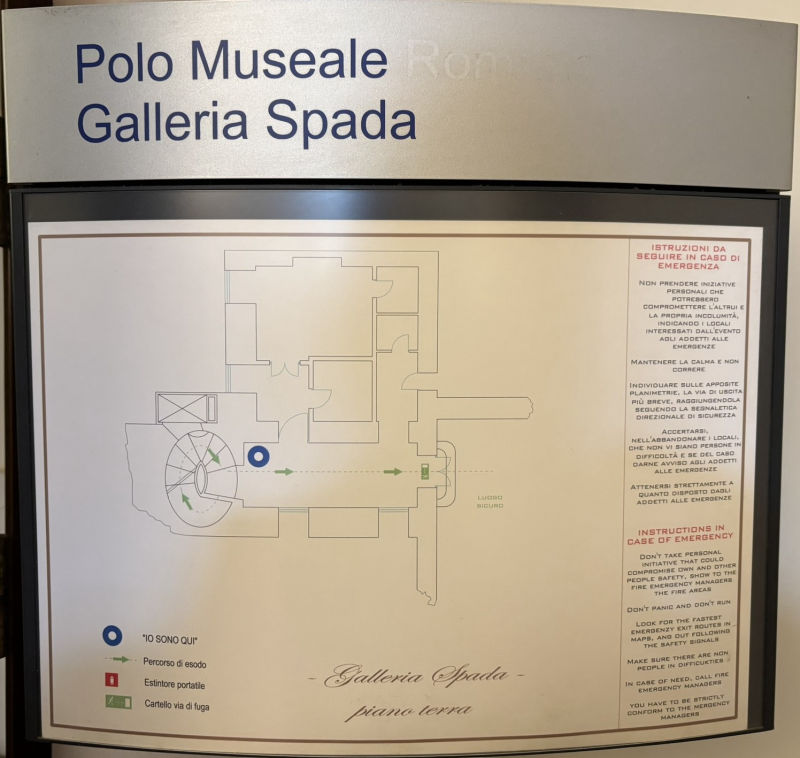 Polo Museale Romano
Galleria Spada
LUOGO
SICURO
"IO SONO QUI"
Percorso di esodo
Estintore portatile
Cartello via di fuga
- Galleria Spada -
piano terra
ISTRUZIONI DA
SEGUIRE IN CASO DI
EMERGENZA
NON PRENDERE INIZIATIVE
PERSONALI CHE
POTREBBERO
COMPROMETTERE L'ALTRUI E
LA PROPRIA INCOLUMITÀ,
INDICANDO I LOCALI
INTERESSATI DALL'EVENTO
AGLI ADDETTI ALLE
EMERGENZE
MANTENERE LA CALMA E NON
CORRERE
INDIVIDUARE SULLE APPOSITE
PLANIMETRIE, LA VIA DI USCITA
PIÙ BREVE, RAGGIUNGENDOLA
SEGUENDO LA SEGNALETICA
DIREZIONALE DI SICUREZZA
ACCERTARSI,
NELL'ABBANDONARE I LOCALI,
CHE NON VI SIANO PERSONE IN
DIFFICOLTÀ E SE DEL CASO
DARNE AVVISO AGLI ADDETTI
ALLE EMERGENZE
ATTENERSI STRETTAMENTE A
QUANTO DISPOSTO DAGLI
ADDETTI ALLE EMERGENZE
INSTRUCTIONS IN
CASE OF EMERGENCY
DON'T TAKE PERSONAL
INITIATIVE THAT COULD
COMPROMISE OWN AND OTHER
PEOPLE SAFETY, SHOW TO THE
FIRE EMERGENCY MANAGERS
THE FIRE AREAS
DON'T PANIC AND DON'T RUN
LOOK FOR THE FASTEST
EMERGENZY EXIT ROUTES IN
MAPS, ANG OUT FOLLOWING
THE SAFETY SIGNALS
MAKE SURE THERE ARE NON
PEOPLE IN DIFFICUKTIES
IN CASE OF NEED, CALL FIRE
EMERGENCY MANAGERS
YOU HAVE TO BE STRICTLY
CONFORM TO THE MERGENCY
MANAGERS